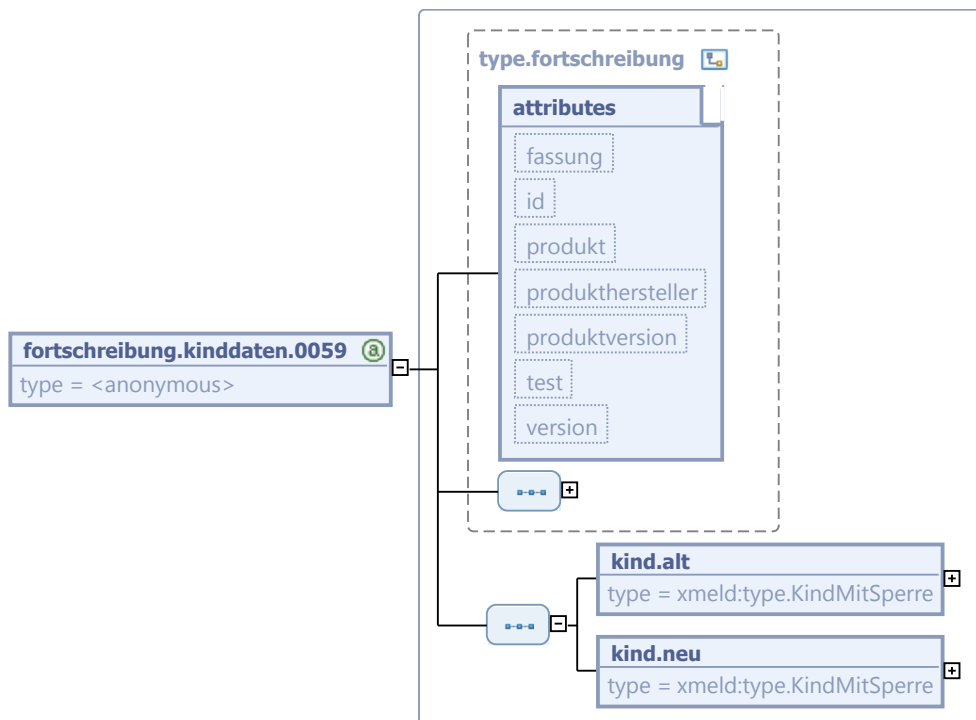 type.fortschreibung
attributes
fassung
id
produkt
produkthersteller
produktversion
test
version
fortschreibung.kinddaten.0059 a
type = <anonymous>
kind.alt
type = xmeld:type.KindMitSperre
kind.neu
type = xmeld:type.KindMitSperre